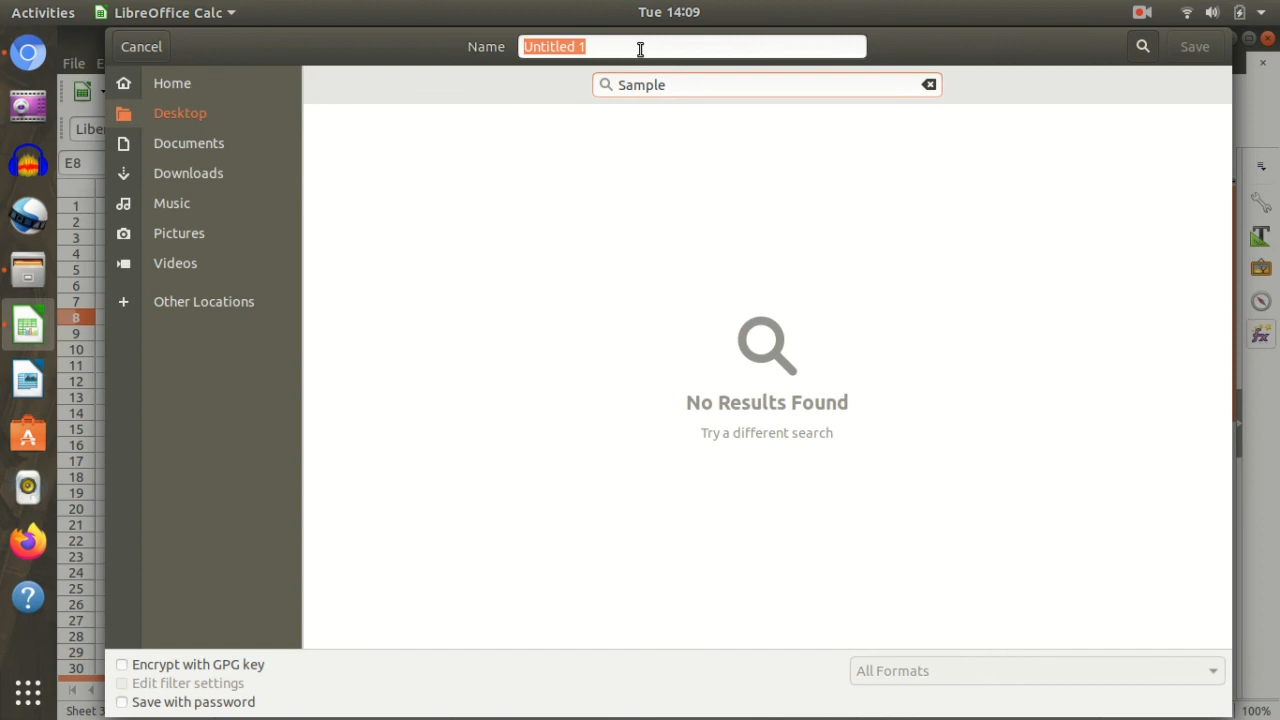 Activities LibreOffice Calc Tue 14:09
Cancel Name Untitled 1 Save
File
Sample
Home
Desktop
Documents
Downloads
Music
Pictures
Videos
Other Locations
Liber
E8
1
2
3
4
5
6
7
8
9
10
11
12
13
14
15
16
17
18
19
20
21
22
23
24
25
26
27
28
29
30
No Results Found
Try a different search
Encrypt with GPG key
Edit filter settings
Save with password
All Formats
Sheet 3 100%